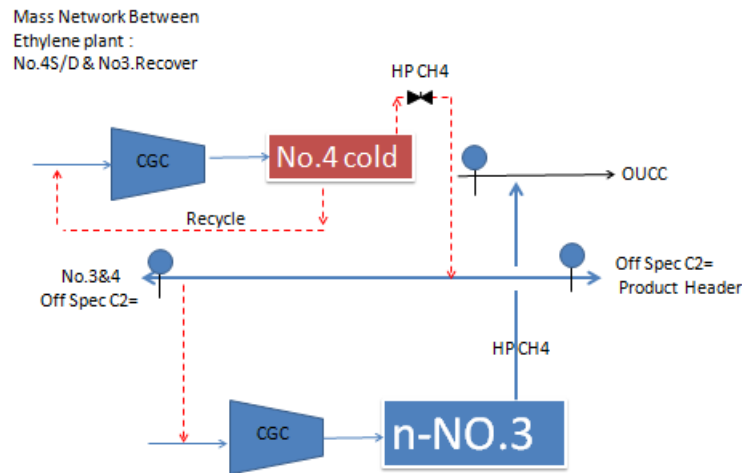 Mass Network Between
Ethylene plant :
No.4S/D & No3.Recover
HP CH4
CGC
No.4 cold
OUCC
Recycle
No.3&4
Off Spec C2=
Off Spec C2=
Product Header
HP CH4
CGC
n-NO.3